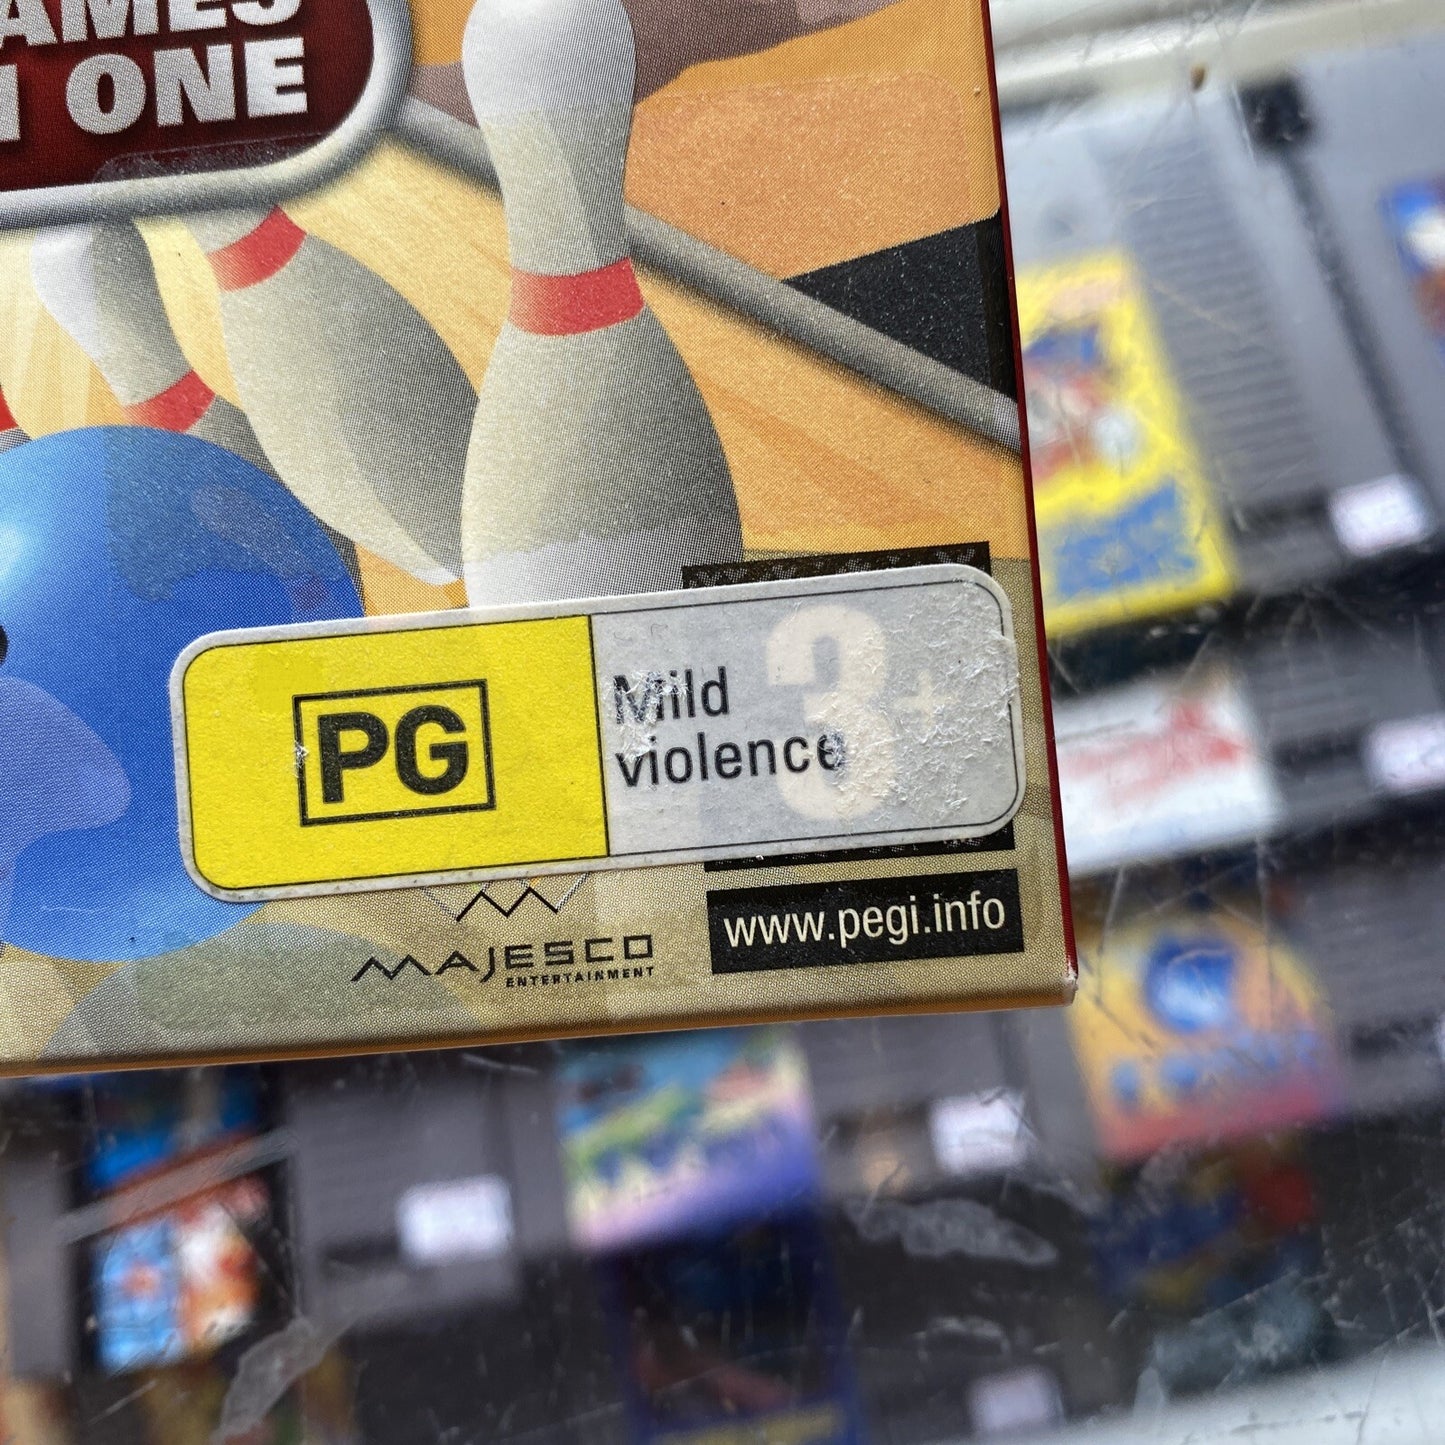 AMES
N ONE
PG
Mild
violence
3+
MAJESCO
ENTERTAINMENT
www.pegi.info